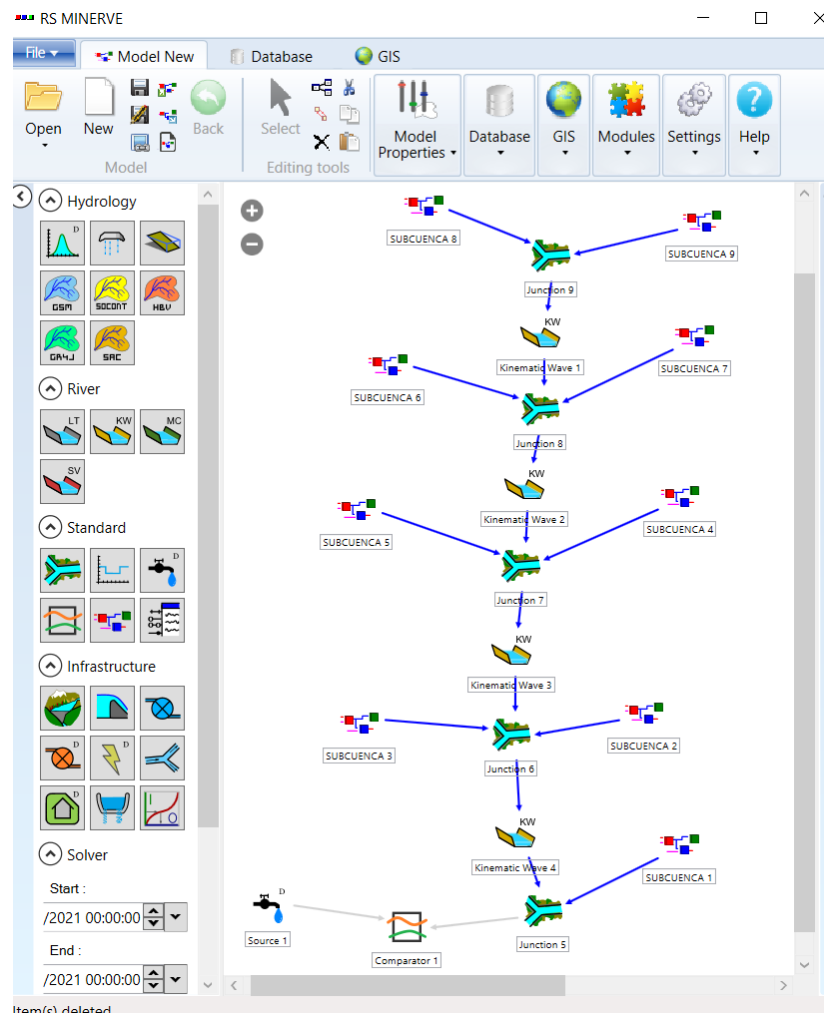 RS MINERVE
File
Model New
Database
GIS
Open
New
Back
Select
Model
Properties
Database
GIS
Modules
Settings
Help
Model
Editing tools
Hydrology
D
GSM
SOCONT
HBV
GR4J
SAC
River
LT
KW
MC
SV
Standard
D
Infrastructure
D
D
D
I
O
Solver
Start :
/2021 00:00:00
End :
/2021 00:00:00
SUBCUENCA 8
SUBCUENCA 9
Junction 9
KW
Kinematic Wave 1
SUBCUENCA 7
SUBCUENCA 6
Junction 8
KW
Kinematic Wave 2
SUBCUENCA 4
SUBCUENCA 5
Junction 7
KW
Kinematic Wave 3
SUBCUENCA 2
SUBCUENCA 3
Junction 6
KW
Kinematic Wave 4
SUBCUENCA 1
D
Source 1
Junction 5
Comparator 1
Item(s) deleted